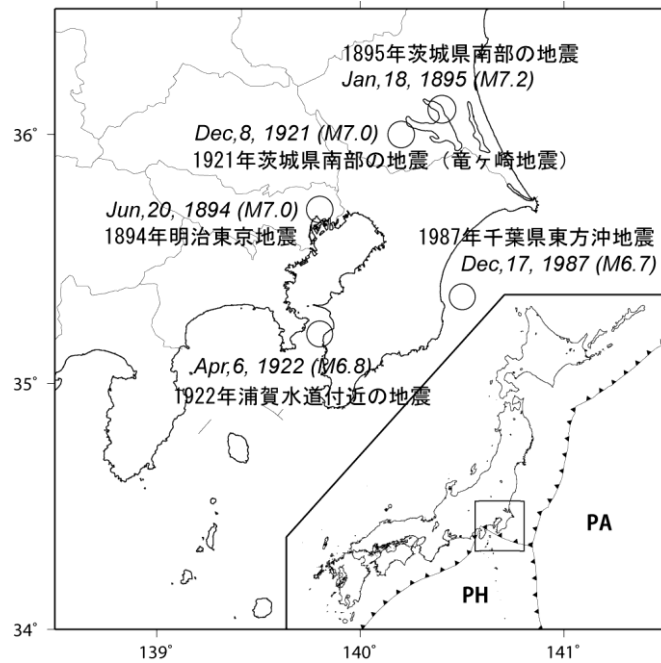 1895年茨城県南部の地震
Jan,18, 1895 (M7.2)
36°
Dec,8, 1921 (M7.0)
1921年茨城県南部の地震（竜ヶ崎地震）
Jun,20, 1894 (M7.0)
1894年明治東京地震
1987年千葉県東方沖地震
Dec,17, 1987 (M6.7)
Apr,6, 1922 (M6.8)
35°
1922年浦賀水道付近の地震
PA
PH
34°
139°
140°
141°